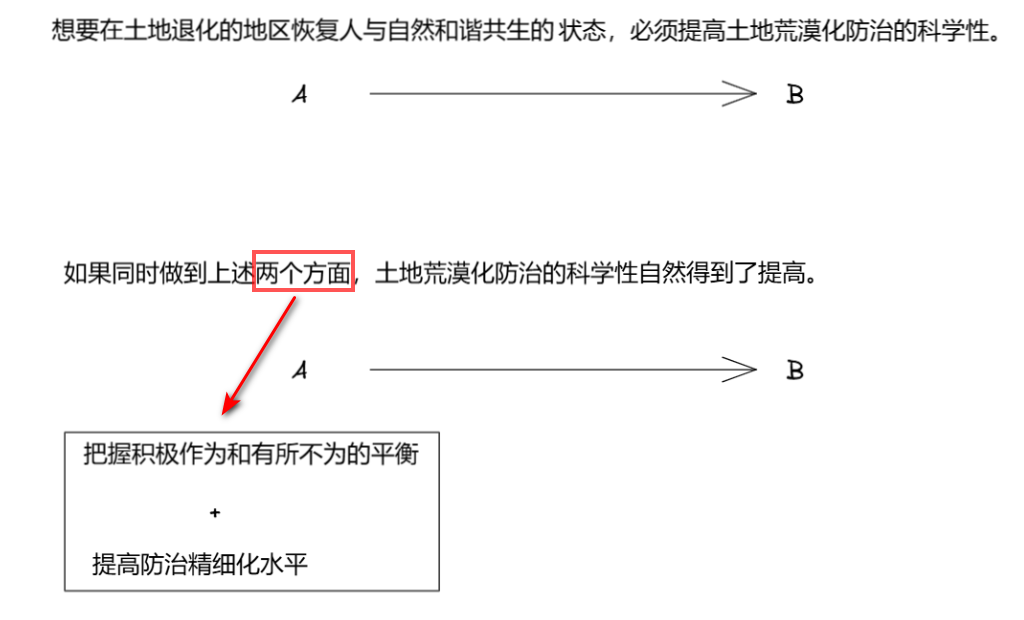 想要在土地退化的地区恢复人与自然和谐共生的 状态，必须提高土地荒漠化防治的科学性。
A B
如果同时做到上述两个方面，土地荒漠化防治的科学性自然得到了提高。
A B
把握积极作为和有所不为的平衡
+
提高防治精细化水平